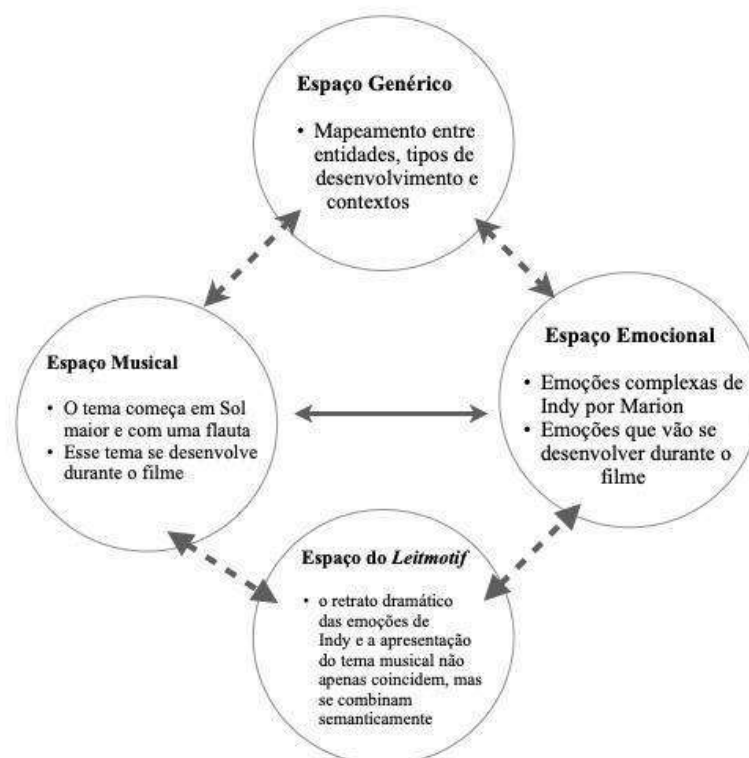 Espaço Genérico
• Mapeamento entre
entidades, tipos de
desenvolvimento e
contextos
Espaço Musical
• O tema começa em Sol
maior e com uma flauta
• Esse tema se desenvolve
durante o filme
Espaço Emocional
• Emoções complexas de
Indy por Marion
• Emoções que vão se
desenvolver durante o
filme
Espaço do Leitmotif
• o retrato dramático
das emoções de
Indy e a apresentação
do tema musical não
apenas coincidem, mas
se combinam
semanticamente